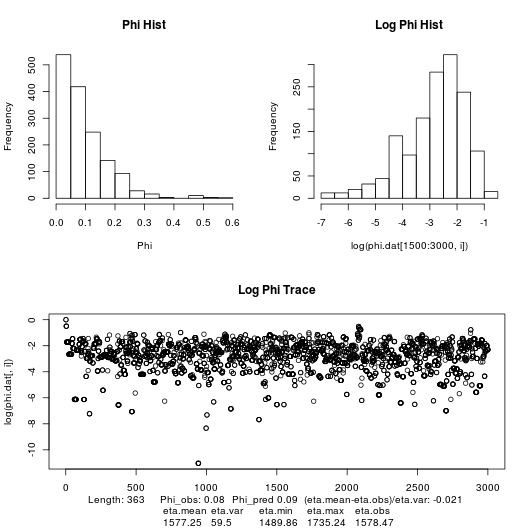 Phi Hist
Log Phi Hist
Frequency
0 100 200 300 400 500
0.0 0.1 0.2 0.3 0.4 0.5 0.6
Phi
Frequency
0 50 150 250
-7 -6 -5 -4 -3 -2 -1
log(phi.dat[1500:3000, i])
Log Phi Trace
log(phi.dat[, i])
0 -2 -4 -6 -8 -10
0 500 1000 1500 2000 2500 3000
Length: 363 Phi_obs: 0.08 Phi_pred 0.09 (eta.mean-eta.obs)/eta.var: -0.021
eta.mean eta.var eta.min eta.max eta.obs
1577.25 59.5 1489.86 1735.24 1578.47